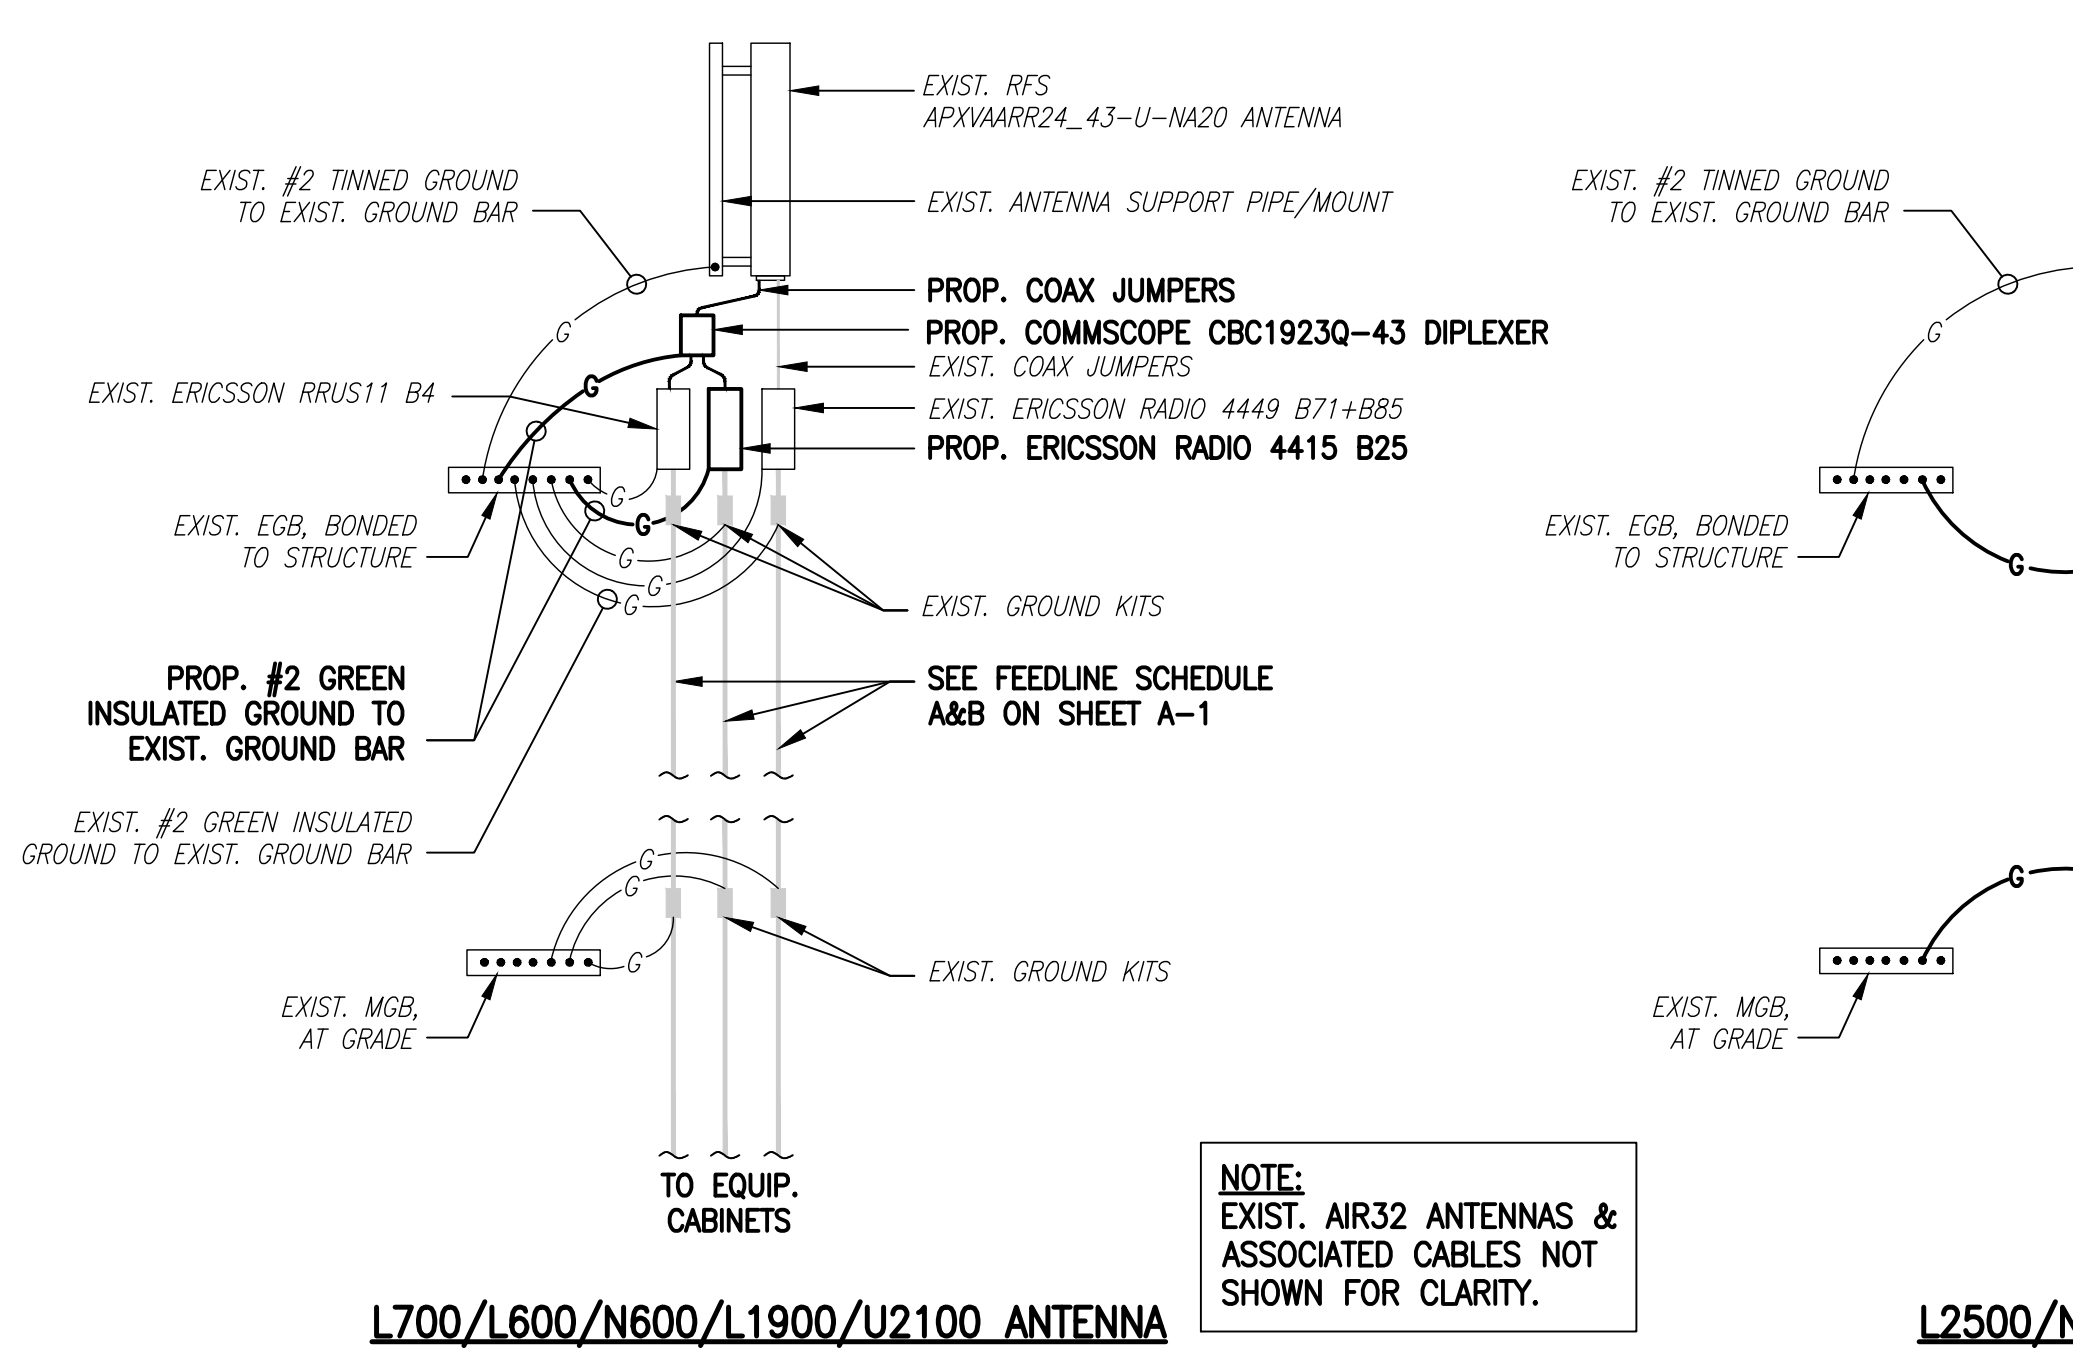 EXIST. RFS
APXVAARR24_43-U-NA20 ANTENNA
EXIST. #2 TINNED GROUND
TO EXIST. GROUND BAR
EXIST. ANTENNA SUPPORT PIPE/MOUNT
PROP. COAX JUMPERS
PROP. COMMSCOPE CBC1923Q-43 DIPLEXER
G
EXIST. COAX JUMPERS
EXIST. ERICSSON RRUS11 B4
G
EXIST. ERICSSON RADIO 4449 B71+B85
PROP. ERICSSON RADIO 4415 B25
G
G
EXIST. EGB, BONDED
TO STRUCTURE
G
G
G
EXIST. GROUND KITS
PROP. #2 GREEN
INSULATED GROUND TO
EXIST. GROUND BAR
SEE FEEDLINE SCHEDULE
A&B ON SHEET A-1
EXIST. #2 GREEN INSULATED
GROUND TO EXIST. GROUND BAR
G
G
G
EXIST. GROUND KITS
EXIST. MGB,
AT GRADE
TO EQUIP.
CABINETS
L700/L600/N600/L1900/U2100 ANTENNA
NOTE:
EXIST. AIR32 ANTENNAS &
ASSOCIATED CABLES NOT
SHOWN FOR CLARITY.
EXIST. #2 TINNED GROUND
TO EXIST. GROUND BAR
G
EXIST. EGB, BONDED
TO STRUCTURE
G
G
EXIST. MGB,
AT GRADE
L2500/N